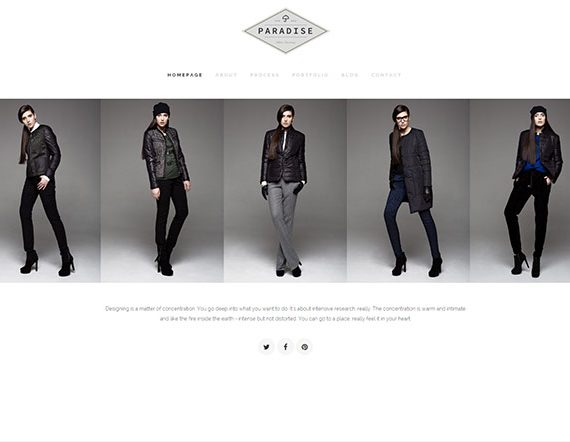 PARADISE
HOMEPAGE ABOUT PROCESS PORTFOLIO BLOG CONTACT
Designing is a matter of concentration. You go deep into what you want to do. It's about intensive research, really. The concentration is warm and intimate
and like the fire inside the earth - intense but not distorted. You can go to a place, really feel it in your heart.